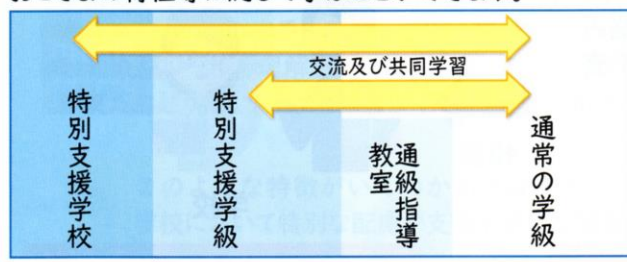 交流及び共同学習
特別支援学校
特別支援学級
通級指導
教室
通常の学級